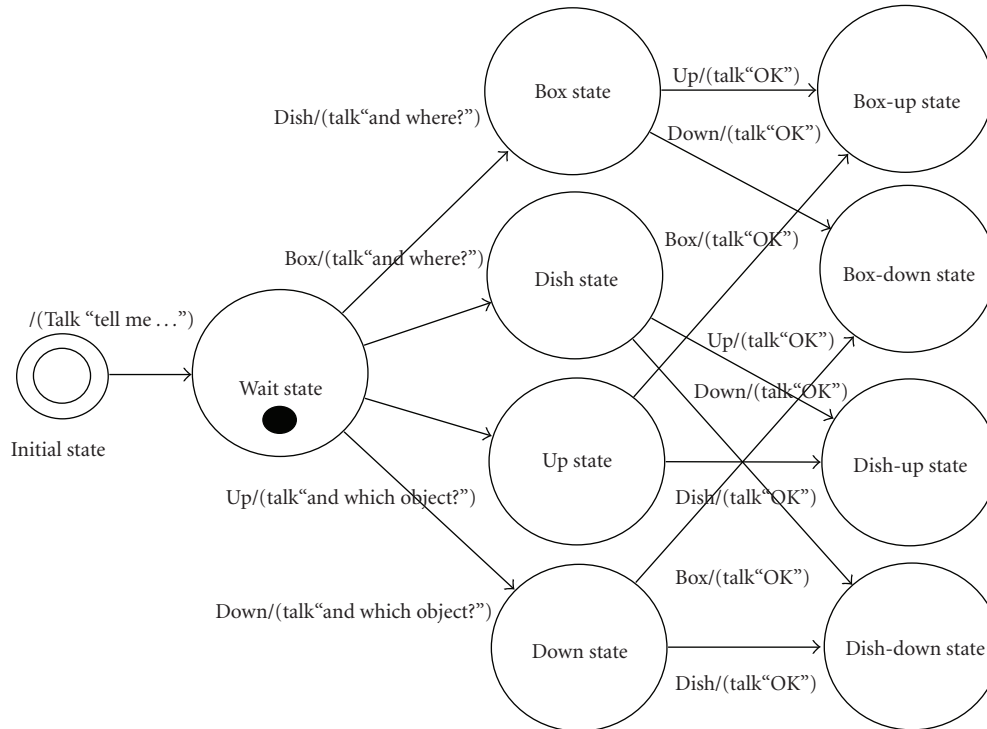 Box state
Up/(talk“OK”)
Box-up state
Dish/(talk“and where?”)
Down/(talk“OK”)
Box/(talk“and where?”)
Dish state
Box/(talk“OK”)
Box-down state
/(Talk “tell me ...”)
Up/(talk“OK”)
Wait state
Down/(talk“OK”)
Initial state
Up state
Dish-up state
Up/(talk“and which object?”)
Dish/(talk“OK”)
Box/(talk“OK”)
Down/(talk“and which object?”)
Down state
Dish-down state
Dish/(talk“OK”)